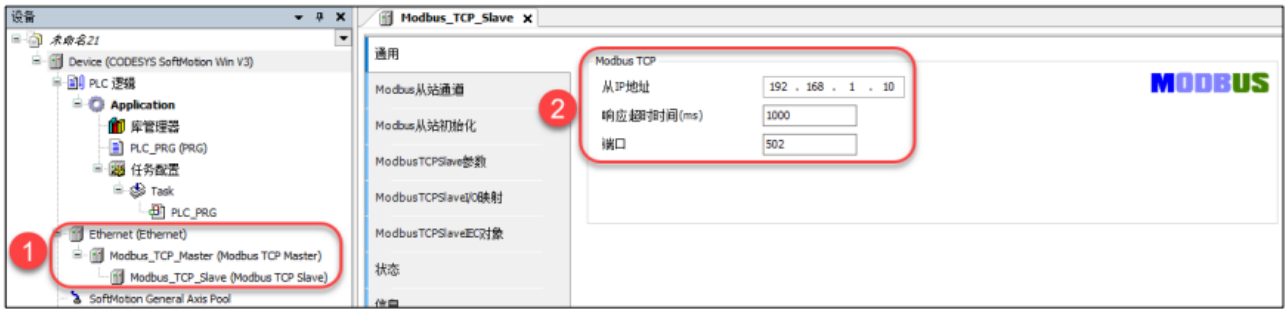 设备
未命名21
Device (CODESYS SoftMotion Win V3)
PLC 逻辑
Application
库管理器
PLC_PRG (PRG)
任务配置
Task
PLC_PRG
Ethernet (Ethernet)
Modbus_TCP_Master (Modbus TCP Master)
Modbus_TCP_Slave (Modbus TCP Slave)
SoftMotion General Axis Pool
1
Modbus_TCP_Slave
通用
Modbus从站通道
Modbus从站初始化
ModbusTCPSlave参数
ModbusTCPSlaveI/O映射
ModbusTCPSlaveIEC对象
状态
信息
2
Modbus TCP
从IP地址 192 . 168 . 1 . 10
响应超时时间(ms) 1000
端口 502
MODBUS